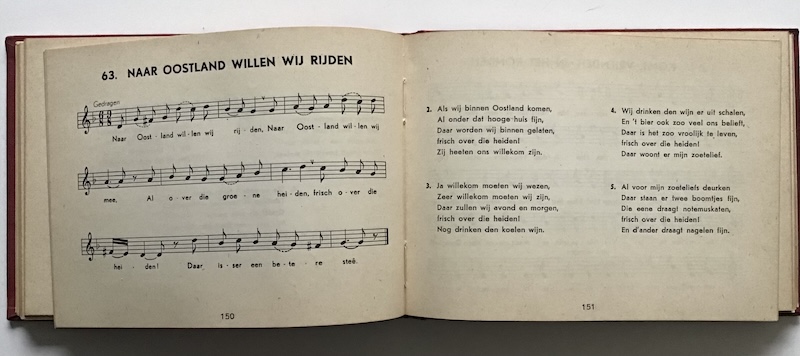 63. NAAR OOSTLAND WILLEN WIJ RIJDEN
Gedragen
Naar Oost-land wil-len wij rij-den, Naar Oost-land wil-len wij
mee, Al o-ver die groe-ne hei-den, frisch o-ver die
hei-den! Daar is-ser een be-te-re steê.
150
2. Als wij binnen Oostland komen,
Al onder dat hooge huis fijn,
Daar worden wij binnen gelaten,
frisch over die heiden!
Zij heeten ons willekom zijn.
3. Ja willekom moeten wij wezen,
Zeer willekom moeten wij zijn,
Daar zullen wij avond en morgen,
frisch over die heiden!
Nog drinken den koelen wijn.
4. Wij drinken den wijn er uit schalen,
En 't bier ook zoo veel ons belieft,
Daar is het zoo vroolijk te leven,
frisch over die heiden!
Daar woont er mijn zoetelief.
5. Al voor mijn zoeteliefs deurken
Daar staan er twee boomtjes fijn,
Die eene draagt notemuskaten,
frisch over die heiden!
En d'ander draagt nagelen fijn.
151